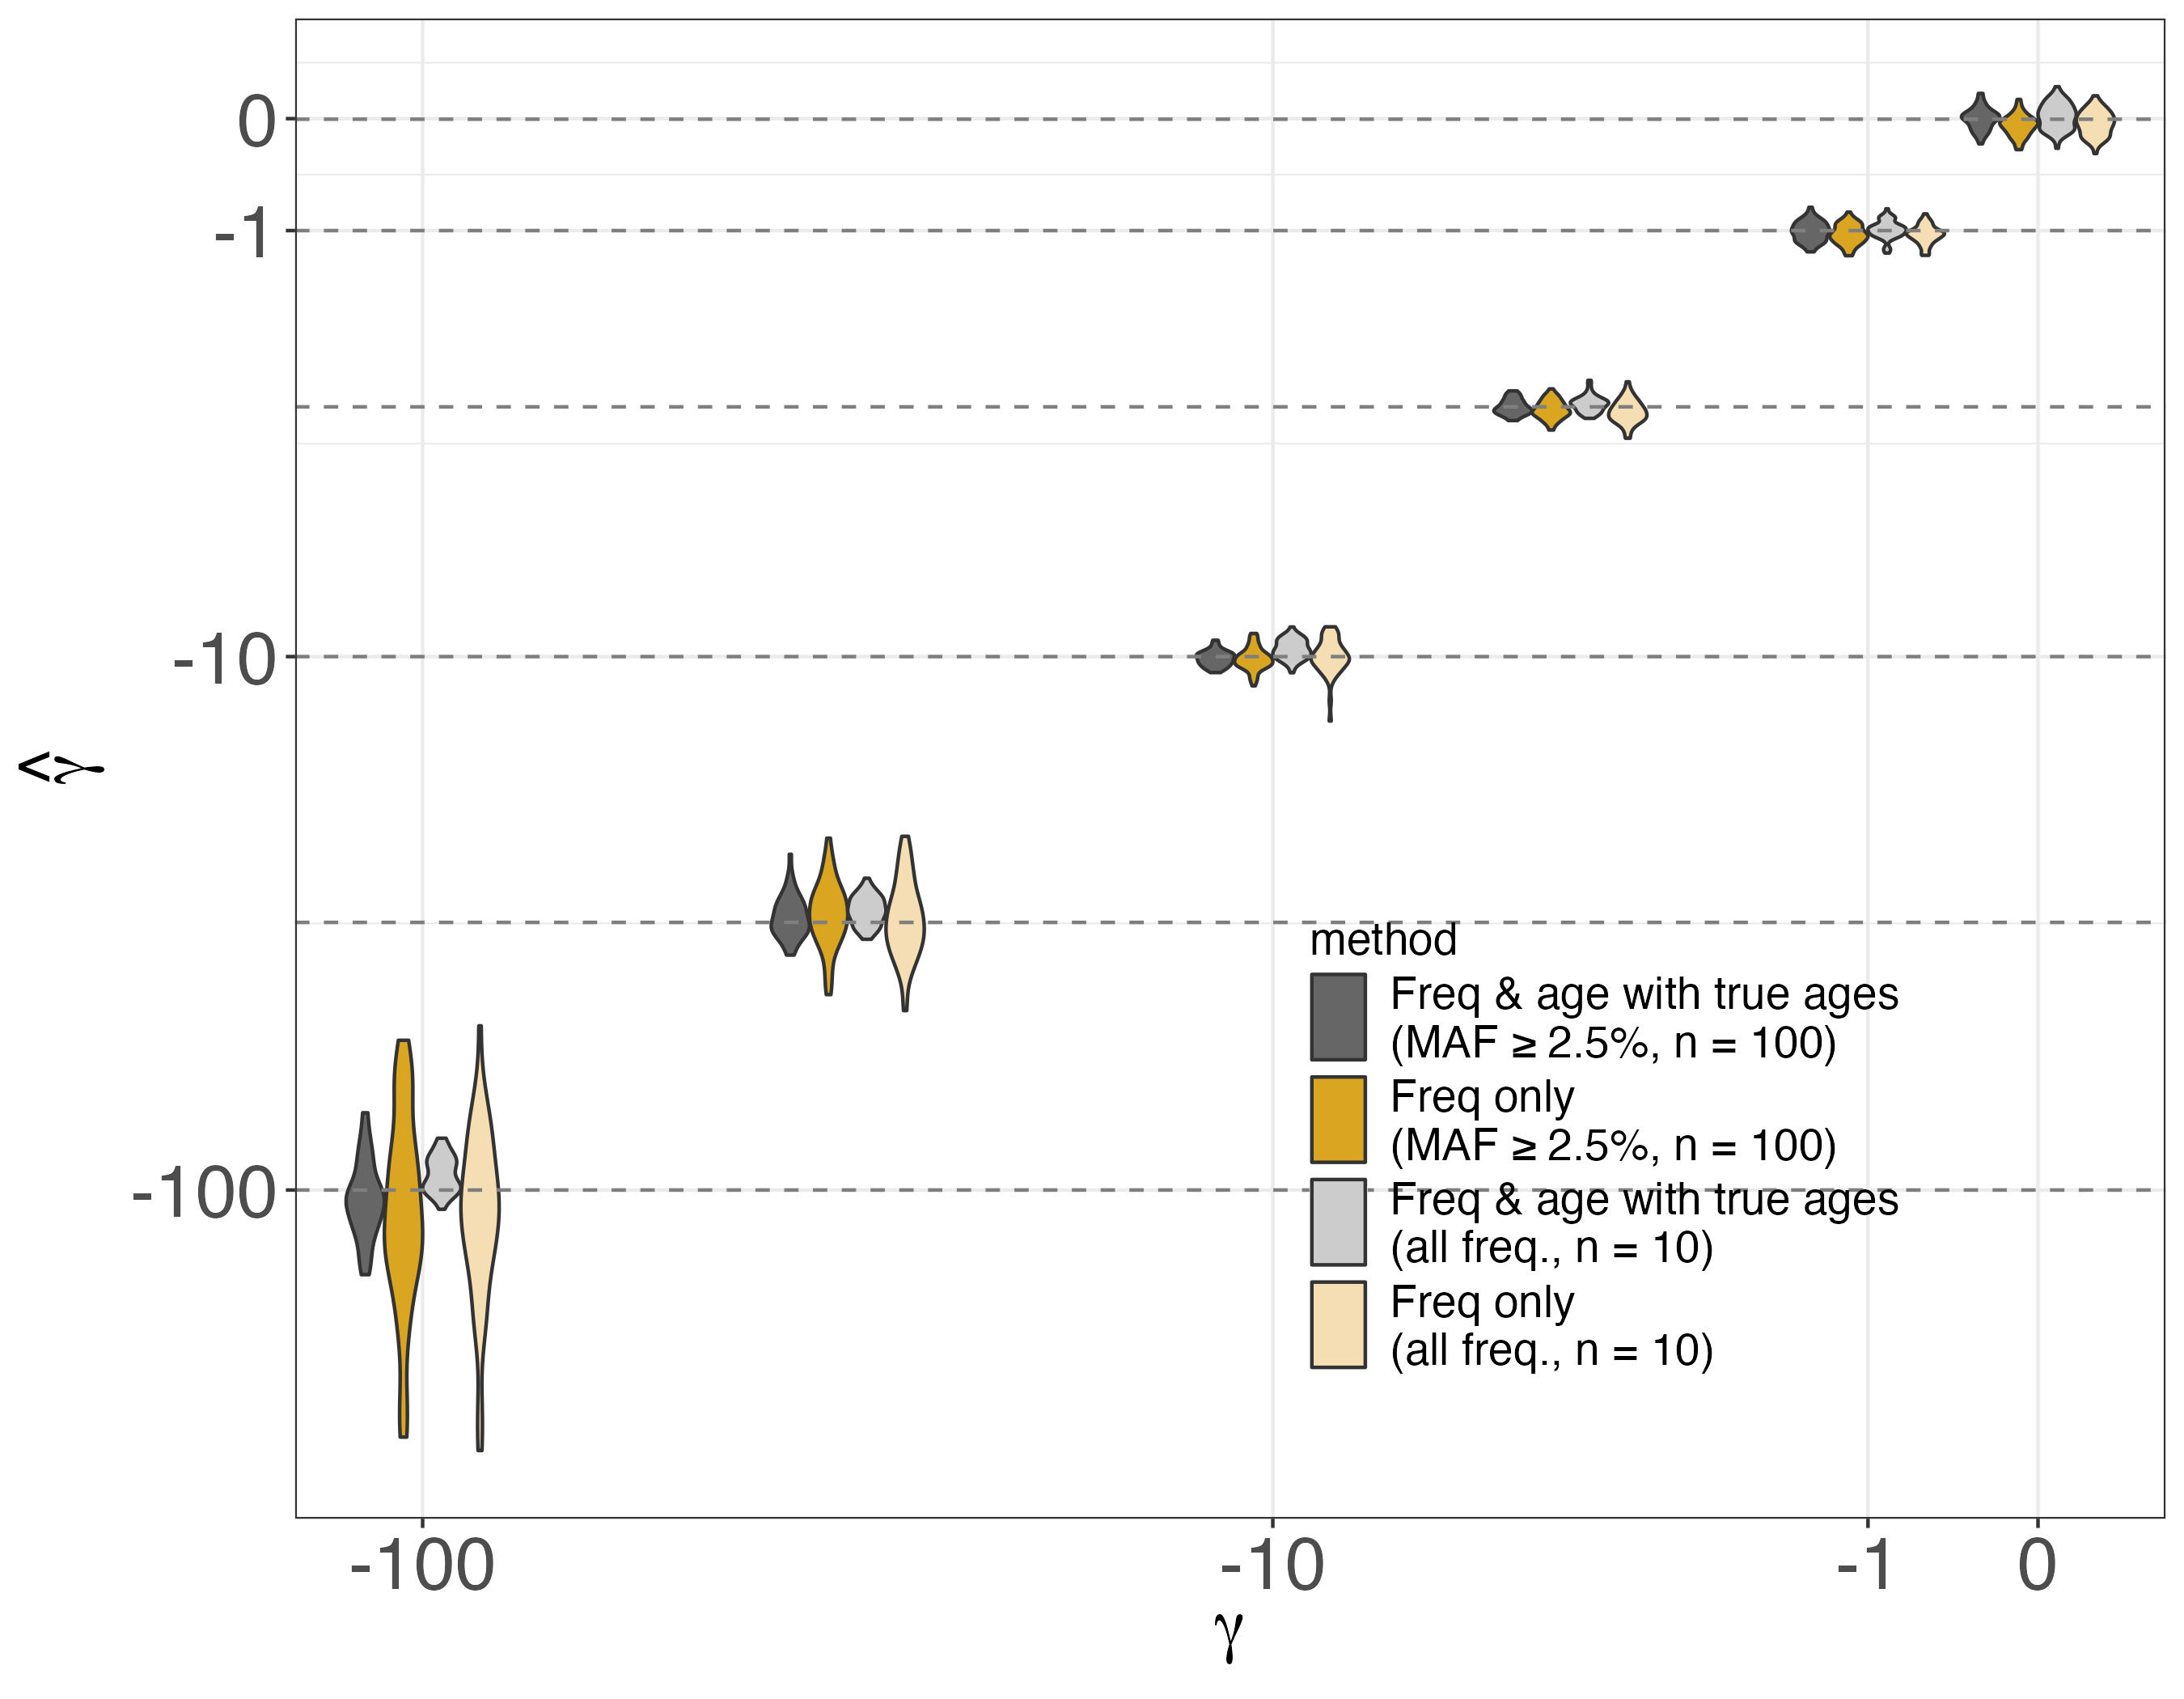 0
-1
-10
-100
γ̂
method
Freq & age with true ages
(MAF ≥ 2.5%, n = 100)
Freq only
(MAF ≥ 2.5%, n = 100)
Freq & age with true ages
(all freq., n = 10)
Freq only
(all freq., n = 10)
-100 -10 -1 0
γ